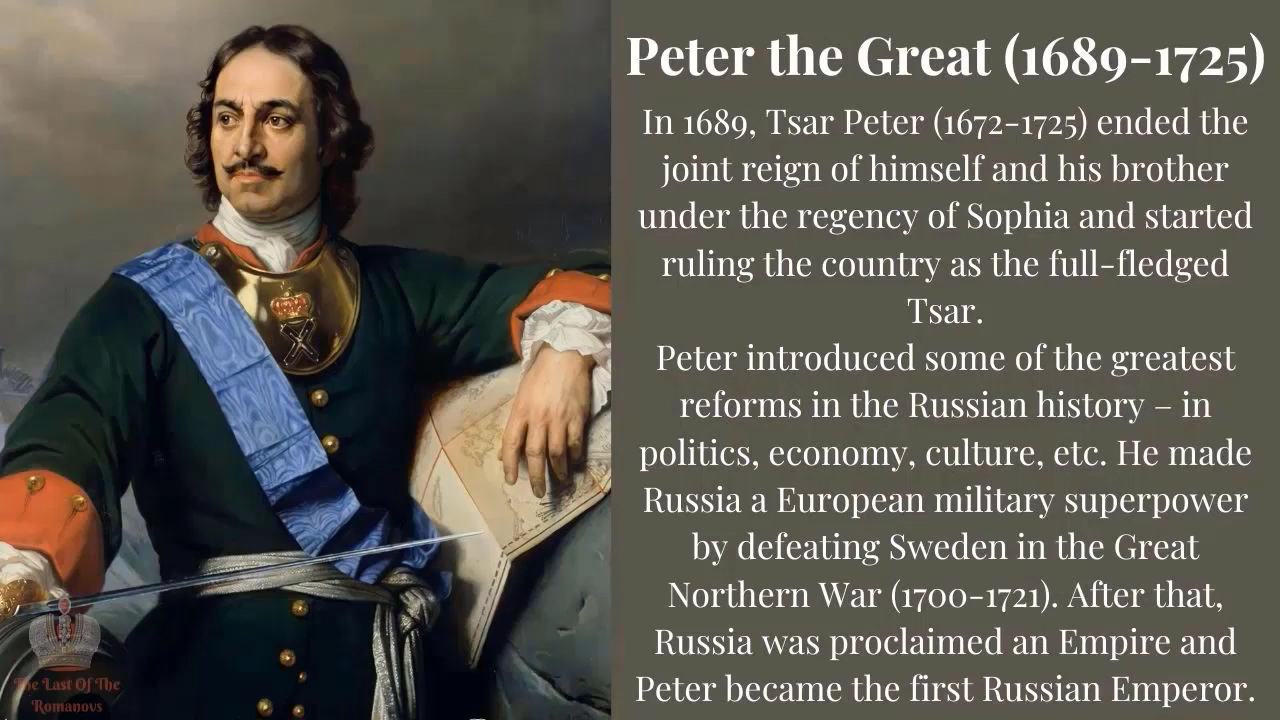 Peter the Great (1689-1725)
In 1689, Tsar Peter (1672-1725) ended the
joint reign of himself and his brother
under the regency of Sophia and started
ruling the country as the full-fledged
Tsar.
Peter introduced some of the greatest
reforms in the Russian history – in
politics, economy, culture, etc. He made
Russia a European military superpower
by defeating Sweden in the Great
Northern War (1700-1721). After that,
Russia was proclaimed an Empire and
Peter became the first Russian Emperor.
The Last Of The
Romanovs